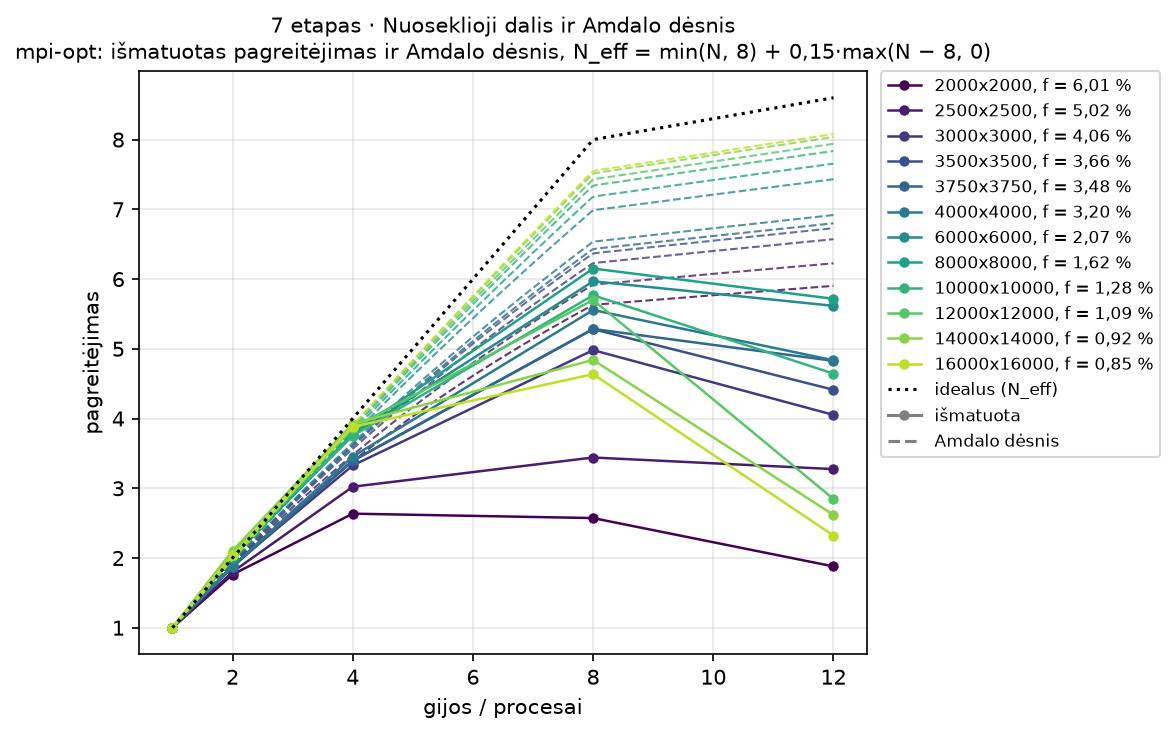 7 etapas · Nuoseklioji dalis ir Amdalo dėsnis
mpi-opt: išmatuotas pagreitėjimas ir Amdalo dėsnis, N_eff = min(N, 8) + 0,15·max(N − 8, 0)
8
7
6
5
4
3
2
1
pagreitėjimas
2 4 6 8 10 12
gijos / procesai
2000x2000, f = 6,01 %
2500x2500, f = 5,02 %
3000x3000, f = 4,06 %
3500x3500, f = 3,66 %
3750x3750, f = 3,48 %
4000x4000, f = 3,20 %
6000x6000, f = 2,07 %
8000x8000, f = 1,62 %
10000x10000, f = 1,28 %
12000x12000, f = 1,09 %
14000x14000, f = 0,92 %
16000x16000, f = 0,85 %
idealus (N_eff)
išmatuota
Amdalo dėsnis